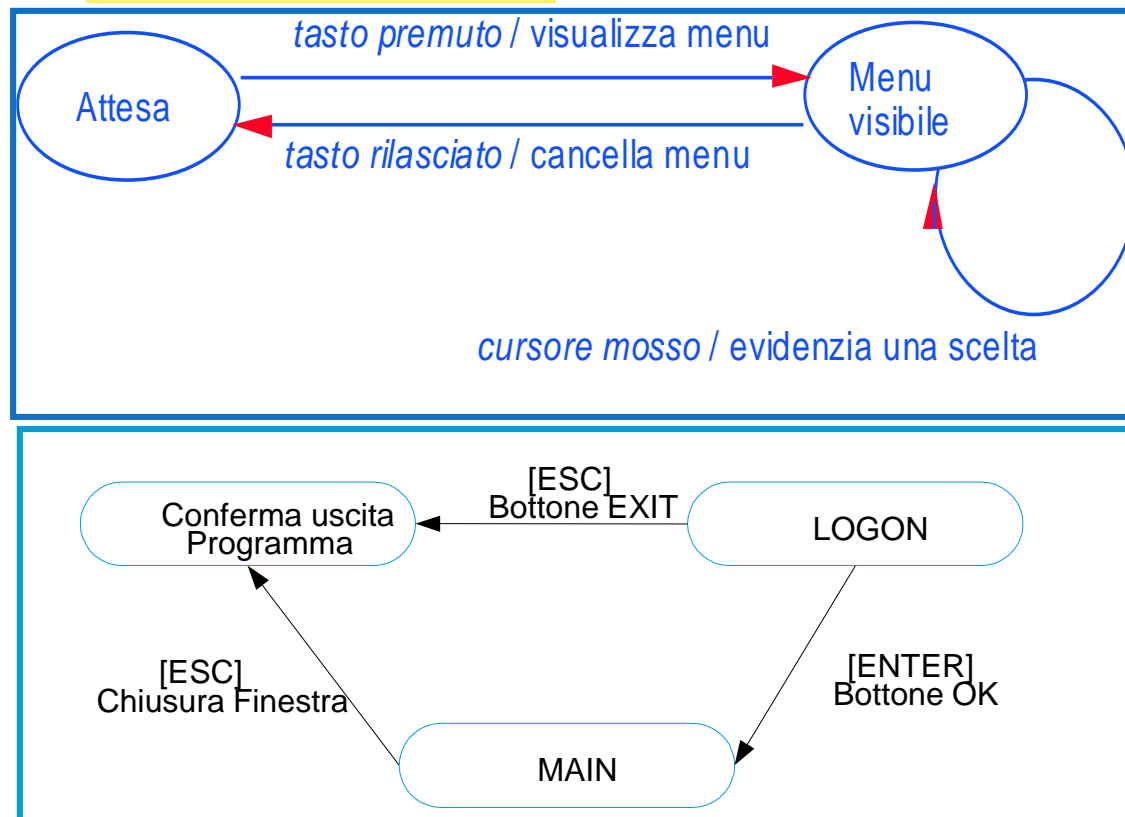 tasto premuto / visualizza menu
Attesa
Menu
visibile
tasto rilasciato / cancella menu
cursore mosso / evidenzia una scelta
[ESC]
Bottone EXIT
Conferma uscita
Programma
LOGON
[ESC]
Chiusura Finestra
[ENTER]
Bottone OK
MAIN